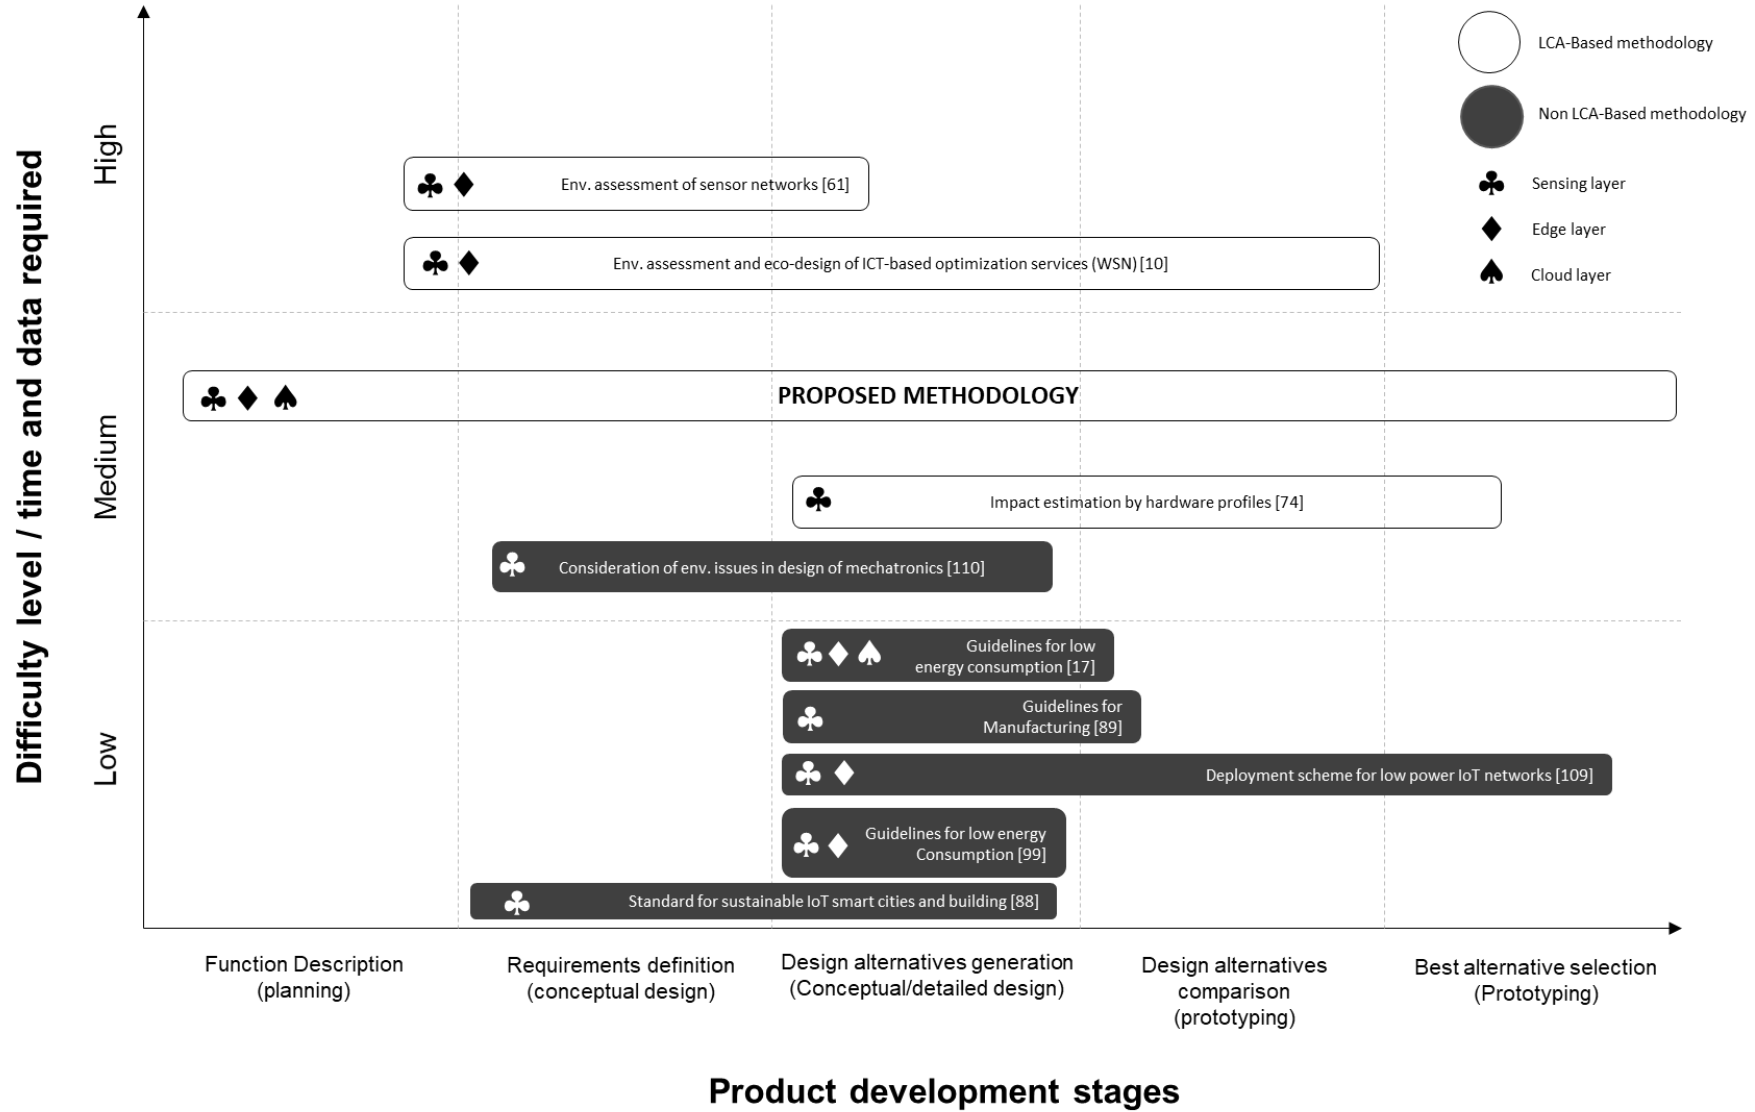 LCA-Based methodology
Non LCA-Based methodology
Sensing layer
Edge layer
Cloud layer
Difficulty level / time and data required
High
Medium
Low
Env. assessment of sensor networks [61]
Env. assessment and eco-design of ICT-based optimization services (WSN) [10]
PROPOSED METHODOLOGY
Impact estimation by hardware profiles [74]
Consideration of env. issues in design of mechatronics [110]
Guidelines for low
energy consumption [17]
Guidelines for
Manufacturing [89]
Deployment scheme for low power IoT networks [109]
Guidelines for low energy
Consumption [99]
Standard for sustainable IoT smart cities and building [88]
Function Description
(planning)
Requirements definition
(conceptual design)
Design alternatives generation
(Conceptual/detailed design)
Design alternatives
comparison
(prototyping)
Best alternative selection
(Prototyping)
Product development stages